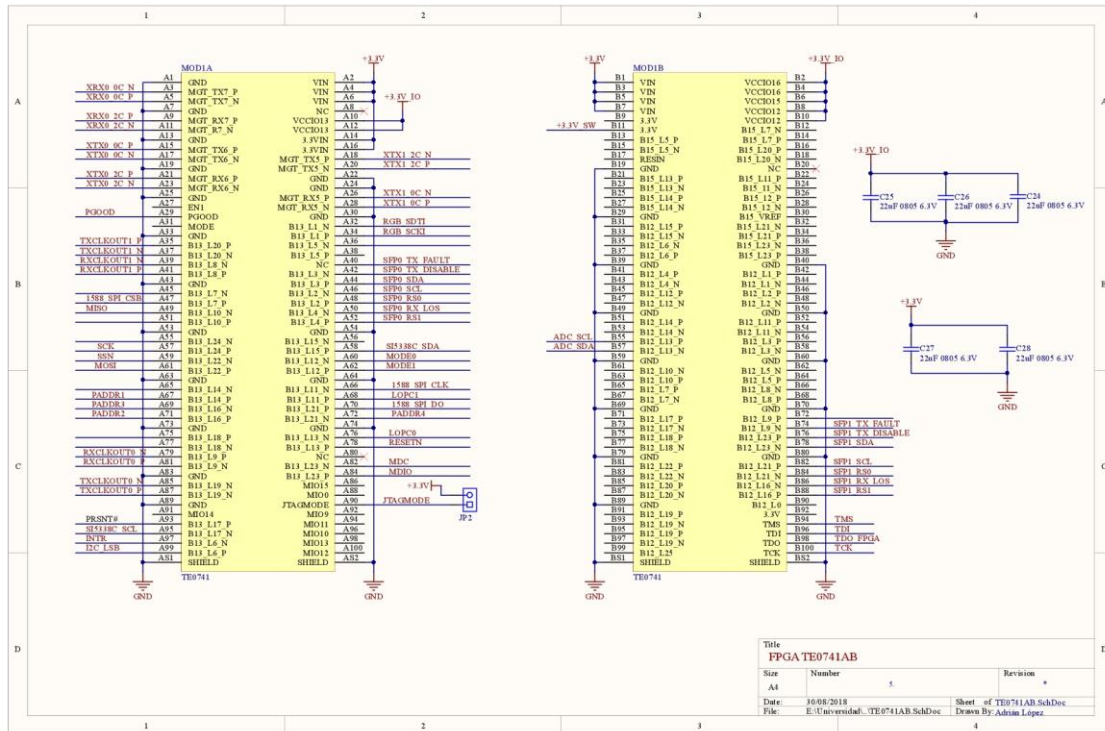 1 2 3 4
A
B
C
D
MOD1A
A1 GND
XRX0_0C_N A3 MGT_TX7_P
XRX0_0C_P A5 MGT_TX7_N
A7 GND
XRX0_2C_P A9 MGT_RX7_P
XRX0_2C_N A11 MGT_R7_N
A13 GND
XTX0_0C_P A15 MGT_TX6_P
XTX0_0C_N A17 MGT_TX6_N
A19 GND
XTX0_2C_P A21 MGT_RX6_P
XTX0_2C_N A23 MGT_RX6_N
A25 GND
A27 EN1
PGOOD A29 PGOOD
A31 MODE
A33 GND
TXCLKOUT1_P A35 B13_L20_P
TXCLKOUT1_N A37 B13_L20_N
RXCLKOUT1_N A39 B13_L8_N
RXCLKOUT1_P A41 B13_L8_P
A43 GND
A45 B13_L7_N
1588_SPI_CSB A47 B13_L7_P
MISO A49 B13_L10_N
A51 B13_L10_P
A53 GND
A55 B13_L24_N
SCK A57 B13_L24_P
SSN A59 B13_L22_N
MOSI A61 B13_L22_P
A63 GND
A65 B13_L14_N
PADDR1 A67 B13_L14_P
PADDR3 A69 B13_L16_N
PADDR2 A71 B13_L16_P
A73 GND
A75 B13_L18_P
A77 B13_L18_N
RXCLKOUT0_N A79 B13_L9_P
RXCLKOUT0_P A81 B13_L9_N
A83 GND
TXCLKOUT0_N A85 B13_L19_N
TXCLKOUT0_P A87 B13_L19_N
A89 GND
A91 MIO14
PRSNT# A93 B13_L17_P
SI5338C_SCL A95 B13_L17_N
INTR A97 B13_L6_N
I2C_LSB A99 B13_L6_P
AS1 SHIELD
TE0741
GND
+3.3V
+3.3V_IO
VIN A2
VIN A4
VIN A6
NC A8
VCCIO13 A10
VCCIO13 A12
3.3VIN A14
3.3VIN A16
MGT_TX5_P A18 XTX1_2C_N
MGT_TX5_N A20 XTX1_2C_P
GND A22
GND A24
MGT_RX5_P A26 XTX1_0C_N
MGT_RX5_N A28 XTX1_0C_P
GND A30
B13_L1_N A32 RGB_SDTI
B13_L1_P A34 RGB_SCKI
B13_L5_N A36
NC A38
B13_L3_N A40 SFP0_TX_FAULT
B13_L3_P A42 SFP0_TX_DISABLE
B13_L2_N A44 SFP0_SDA
B13_L2_P A46 SFP0_SCL
B13_L4_N A48 SFP0_RS0
B13_L4_P A50 SFP0_RX_LOS
A52 SFP0_RS1
GND A54
B13_L15_N A56
B13_L15_P A58 SI5338C_SDA
B13_L12_N A60 MODE0
B13_L12_P A62 MODE1
GND A64
B13_L11_N A66 1588_SPI_CLK
B13_L11_P A68 LOPC1
B13_L21_P A70 1588_SPI_DO
B13_L21_N A72 PADDR4
GND A74
B13_L13_N A76 LOPC0
B13_L13_P A78 RESETN
NC A80
B13_L23_N A82 MDC
B13_L23_P A84 MDIO
MIO15 A86
MIO0 A88 +3.3V
JTAGMODE A90 JTAGMODE
JP2
MIO9 A92
MIO11 A94
MIO10 A96
MIO13 A98
MIO12 A100
SHIELD AS2
GND
MOD1B
+3.3V
B1 VIN
B3 VIN
B5 VIN
B7 VIN
B9 3.3V
+3.3V_SW B11 3.3V
B13 B15_L5_P
B15 B15_L5_N
B17 RESIN
B19 GND
B21 B15_L13_P
B23 B15_L13_N
B25 B15_L14_P
B27 B15_L14_N
B29 GND
B31 B12_L15_P
B33 B12_L15_N
B35 B12_L6_N
B37 B12_L6_P
B39 GND
B41 B12_L4_P
B43 B12_L4_N
B45 B12_L2_P
B47 B12_L2_N
B49 GND
B51 B12_L14_P
B53 B12_L14_N
ADC_SCL B55 B12_L3_P
ADC_SDA B57 B12_L3_N
B59 GND
B61 B12_L10_N
B63 B12_L10_P
B65 B12_L7_P
B67 B12_L7_N
B69 GND
B71 B12_L17_P
B73 B12_L17_N
B75 B12_L18_P
B77 B12_L18_N
B79 GND
B81 B12_L22_P
B83 B12_L22_N
B85 B12_L20_P
B87 B12_L20_N
B89 GND
B91 B12_L19_P
B93 B12_L19_N
B95 B12_L19_N
B97 B12_L25
B99
BS1 SHIELD
TE0741
GND
+3.3V_IO
VCCIO16 B2
VCCIO16 B4
VCCIO15 B6
VCCIO12 B8
VCCIO12 B10
B15_L7_N B12
B15_L7_P B14
B15_L20_P B16
B15_L20_N B18
NC B20
B15_L11_P B22
B15_11_N B24
B15_12_P B26
B15_12_N B28
B15_VREF B30
B15_L21_N B32
B15_L21_P B34
B15_L23_N B36
B15_L23_P B38
GND B40
B12_L1_P B42
B12_L1_N B44
B12_L2_P B46
B12_L2_N B48
GND B50
B12_L11_P B52
B12_L11_N B54
B12_L13_P B56
B12_L13_N B58
GND B60
B12_L5_N B62
B12_L5_P B64
B12_L8_P B66
B12_L8_N B68
GND B70
B12_L9_P B72
B12_L9_N B74 SFP1_TX_FAULT
B12_L23_P B76 SFP1_TX_DISABLE
B12_L23_N B78 SFP1_SDA
GND B80
B12_L21_P B82 SFP1_SCL
B12_L21_N B84 SFP1_RS0
B12_L16_N B86 SFP1_RX_LOS
B12_L16_P B88 SFP1_RS1
B12_L0 B90
3.3V B92
TMS B94 TMS
TDI B96 TDI
TDO B98 TDO_FPGA
TCK B100 TCK
SHIELD BS2
GND
+3.3V_IO
C25
22nF 0805 6.3V
C26
22nF 0805 6.3V
C24
22nF 0805 6.3V
GND
+3.3V
C27
22nF 0805 6.3V
C28
22nF 0805 6.3V
GND
Title
FPGA TE0741AB
Size Number Revision
A4 5. *
Date: 30/08/2018 Sheet of TE0741AB.SchDoc
File: E:\Universidad\..\TE0741AB.SchDoc Drawn By: Adrián López
A
B
C
D
1 2 3 4